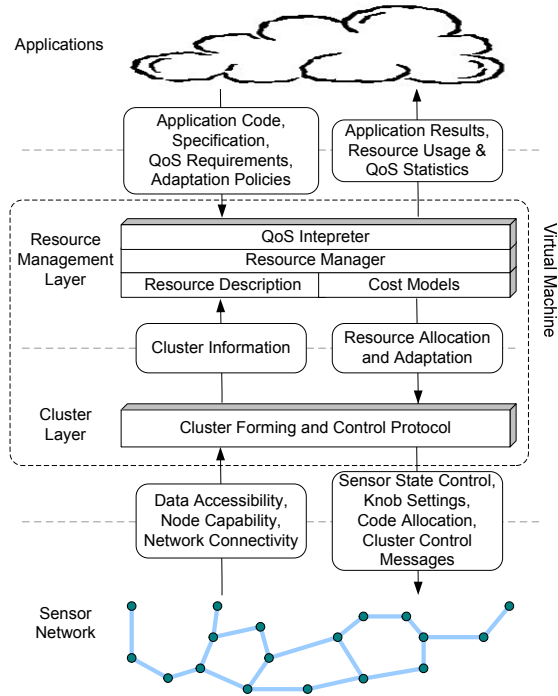 Applications
Application Code,
Specification,
QoS Requirements,
Adaptation Policies
Application Results,
Resource Usage &
QoS Statistics
Virtual Machine
Resource
Management
Layer
QoS Intepreter
Resource Manager
Resource Description
Cost Models
Cluster Information
Resource Allocation
and Adaptation
Cluster
Layer
Cluster Forming and Control Protocol
Data Accessibility,
Node Capability,
Network Connectivity
Sensor State Control,
Knob Settings,
Code Allocation,
Cluster Control
Messages
Sensor
Network